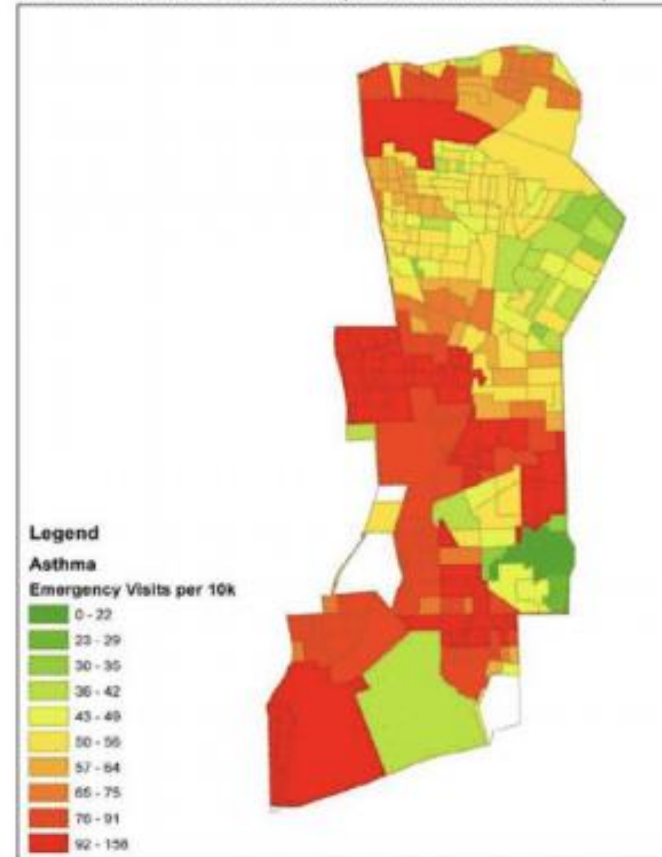 Legend
Asthma
Emergency Visits per 10k
0 - 22
23 - 29
30 - 35
36 - 42
43 - 49
50 - 56
57 - 64
65 - 75
76 - 91
92 - 158